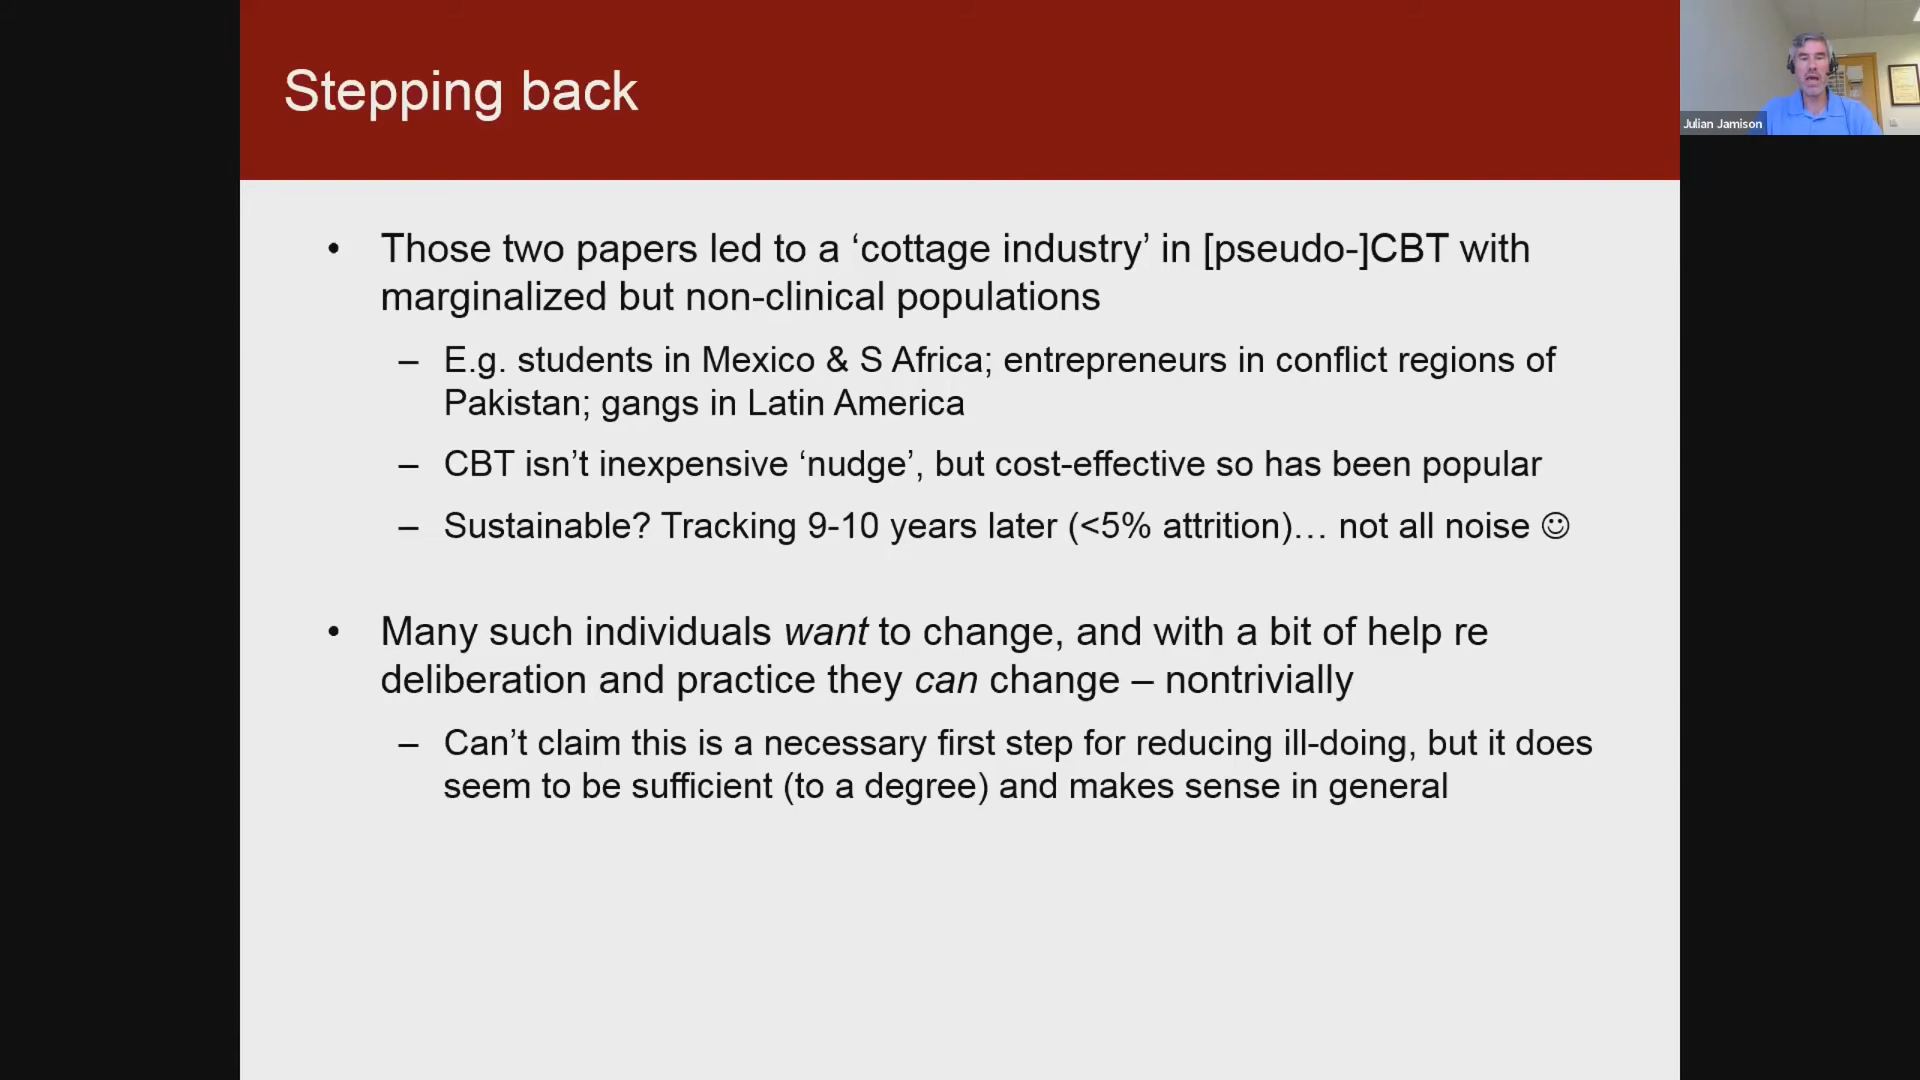 Stepping back
Julian Jamison
• Those two papers led to a ‘cottage industry’ in [pseudo-]CBT with
marginalized but non-clinical populations
– E.g. students in Mexico & S Africa; entrepreneurs in conflict regions of
Pakistan; gangs in Latin America
– CBT isn’t inexpensive ‘nudge’, but cost-effective so has been popular
– Sustainable? Tracking 9-10 years later (<5% attrition)… not all noise ☺
• Many such individuals want to change, and with a bit of help re
deliberation and practice they can change – nontrivially
– Can’t claim this is a necessary first step for reducing ill-doing, but it does
seem to be sufficient (to a degree) and makes sense in general